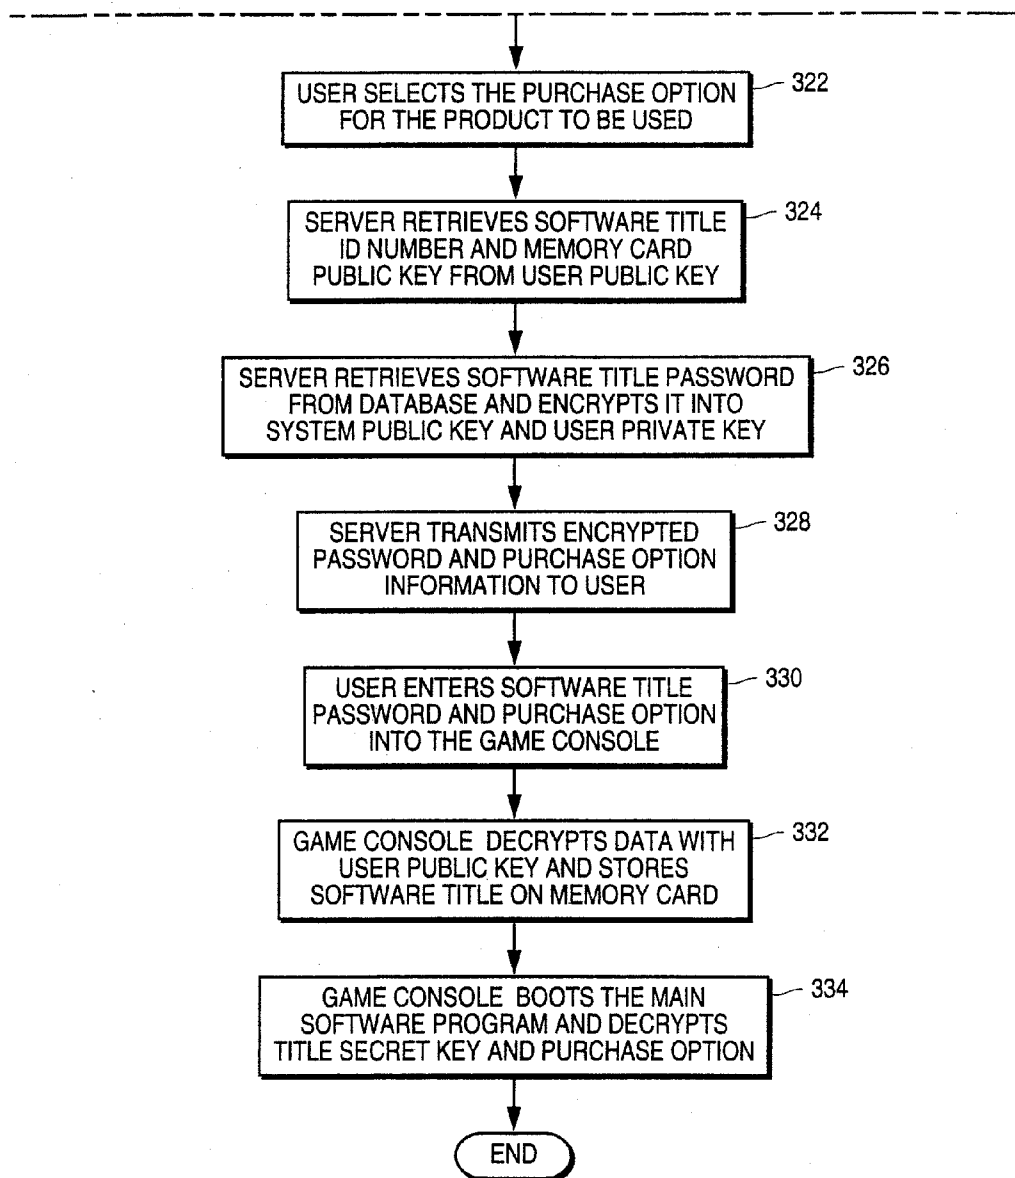 USER SELECTS THE PURCHASE OPTION
FOR THE PRODUCT TO BE USED
322
SERVER RETRIEVES SOFTWARE TITLE
ID NUMBER AND MEMORY CARD
PUBLIC KEY FROM USER PUBLIC KEY
324
SERVER RETRIEVES SOFTWARE TITLE PASSWORD
FROM DATABASE AND ENCRYPTS IT INTO
SYSTEM PUBLIC KEY AND USER PRIVATE KEY
326
SERVER TRANSMITS ENCRYPTED
PASSWORD AND PURCHASE OPTION
INFORMATION TO USER
328
USER ENTERS SOFTWARE TITLE
PASSWORD AND PURCHASE OPTION
INTO THE GAME CONSOLE
330
GAME CONSOLE DECRYPTS DATA WITH
USER PUBLIC KEY AND STORES
SOFTWARE TITLE ON MEMORY CARD
332
GAME CONSOLE BOOTS THE MAIN
SOFTWARE PROGRAM AND DECRYPTS
TITLE SECRET KEY AND PURCHASE OPTION
334
END